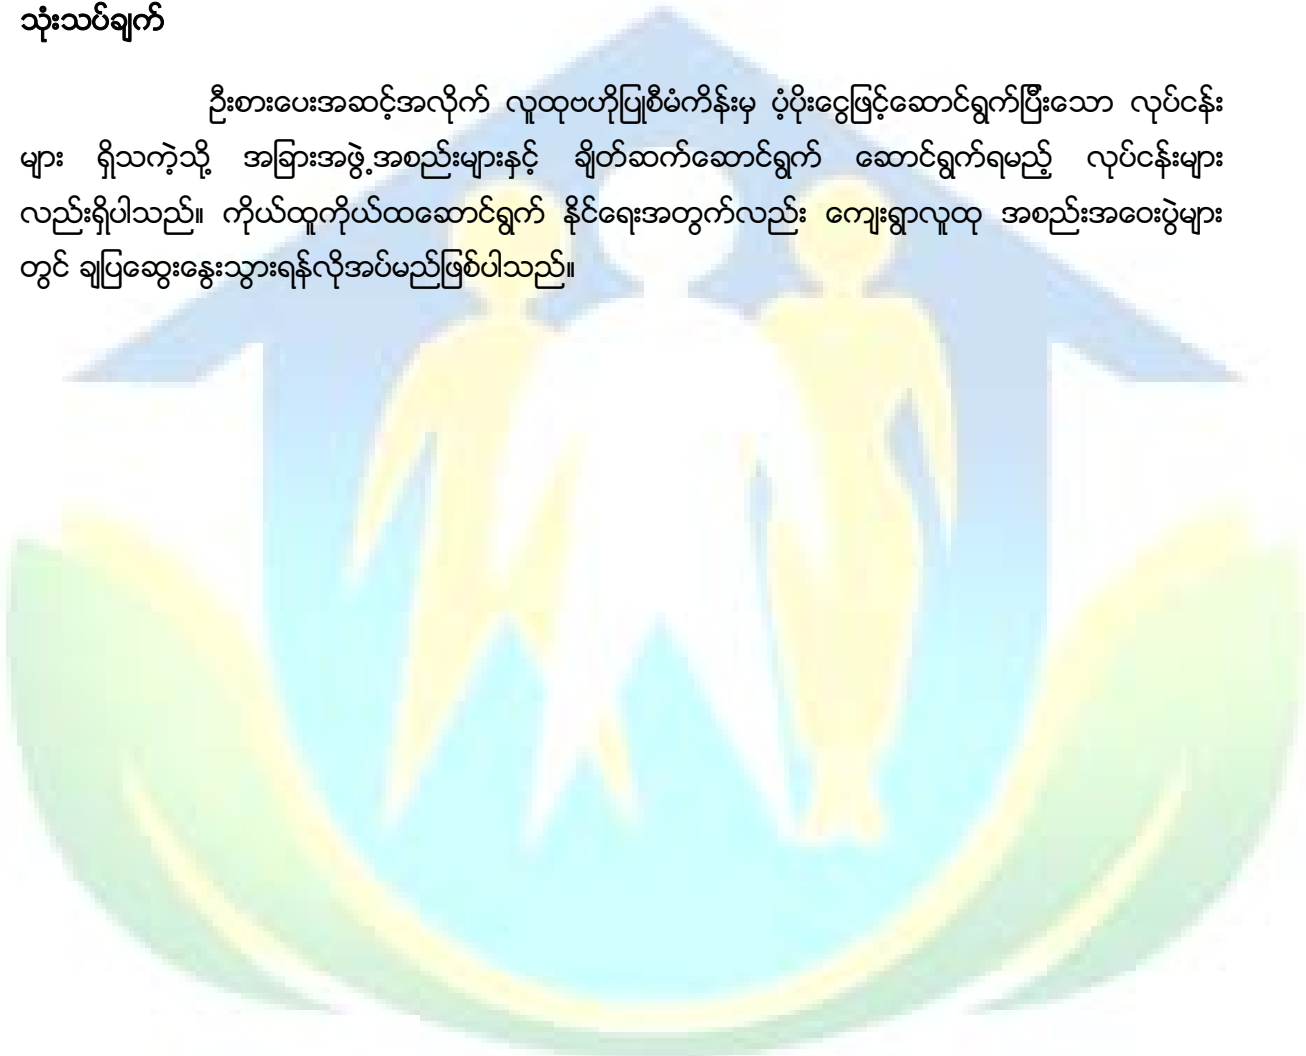 သုံးသပ်ချက်
ဦးစားပေးအဆင့်အလိုက် လူထုဗဟိုပြုစီမံကိန်းမှ ပံ့ပိုးငွေဖြင့်ဆောင်ရွက်ပြီးသော လုပ်ငန်း
များ ရှိသကဲ့သို့ အခြားအဖွဲ့အစည်းများနှင့် ချိတ်ဆက်ဆောင်ရွက် ဆောင်ရွက်ရမည့် လုပ်ငန်းများ
လည်းရှိပါသည်။ ကိုယ်ထူကိုယ်ထဆောင်ရွက် နိုင်ရေးအတွက်လည်း ကျေးရွာလူထု အစည်းအဝေးပွဲများ
တွင် ချပြဆွေးနွေးသွားရန်လိုအပ်မည်ဖြစ်ပါသည်။